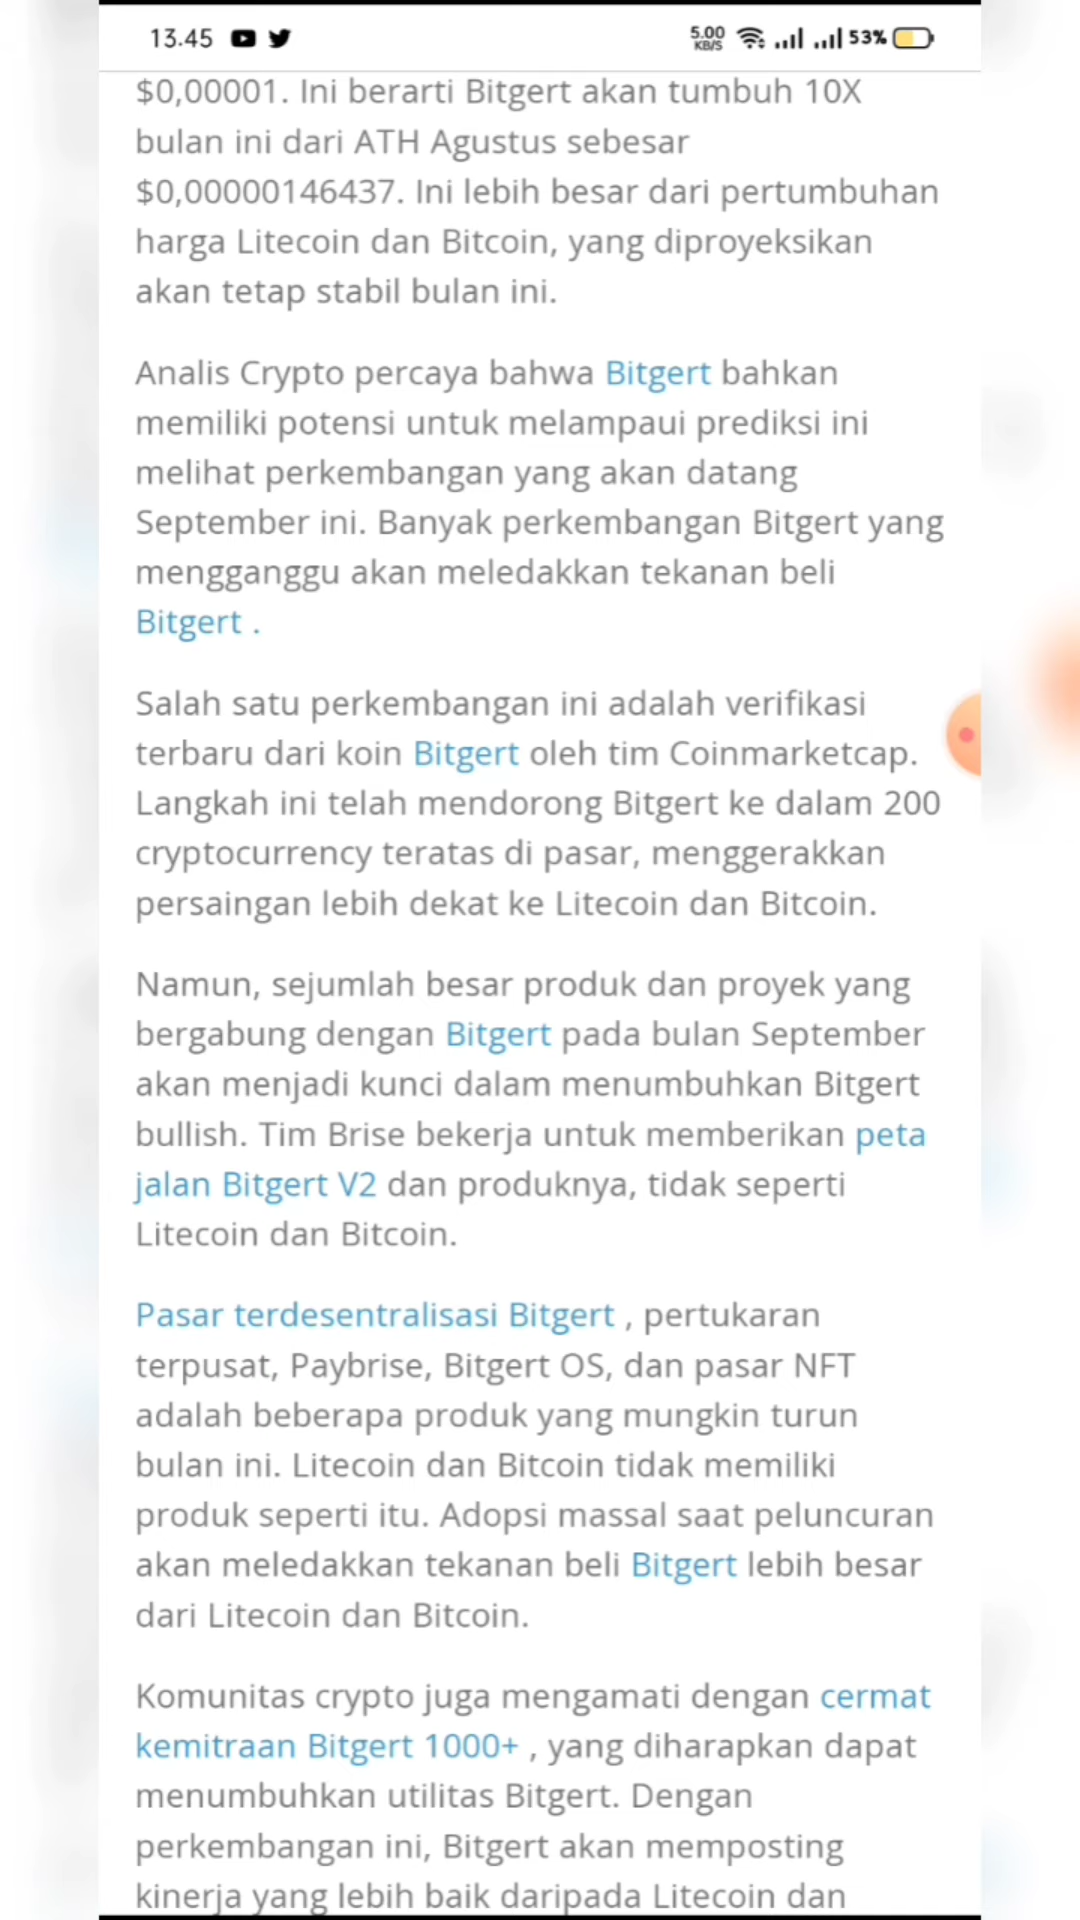 13.45
5.00
KB/S
53%
$0,00001. Ini berarti Bitgert akan tumbuh 10X
bulan ini dari ATH Agustus sebesar
$0,00000146437. Ini lebih besar dari pertumbuhan
harga Litecoin dan Bitcoin, yang diproyeksikan
akan tetap stabil bulan ini.
Analis Crypto percaya bahwa Bitgert bahkan
memiliki potensi untuk melampaui prediksi ini
melihat perkembangan yang akan datang
September ini. Banyak perkembangan Bitgert yang
mengganggu akan meledakkan tekanan beli
Bitgert .
Salah satu perkembangan ini adalah verifikasi
terbaru dari koin Bitgert oleh tim Coinmarketcap.
Langkah ini telah mendorong Bitgert ke dalam 200
cryptocurrency teratas di pasar, menggerakkan
persaingan lebih dekat ke Litecoin dan Bitcoin.
Namun, sejumlah besar produk dan proyek yang
bergabung dengan Bitgert pada bulan September
akan menjadi kunci dalam menumbuhkan Bitgert
bullish. Tim Brise bekerja untuk memberikan peta
jalan Bitgert V2 dan produknya, tidak seperti
Litecoin dan Bitcoin.
Pasar terdesentralisasi Bitgert , pertukaran
terpusat, Paybrise, Bitgert OS, dan pasar NFT
adalah beberapa produk yang mungkin turun
bulan ini. Litecoin dan Bitcoin tidak memiliki
produk seperti itu. Adopsi massal saat peluncuran
akan meledakkan tekanan beli Bitgert lebih besar
dari Litecoin dan Bitcoin.
Komunitas crypto juga mengamati dengan cermat
kemitraan Bitgert 1000+ , yang diharapkan dapat
menumbuhkan utilitas Bitgert. Dengan
perkembangan ini, Bitgert akan memposting
kinerja yang lebih baik daripada Litecoin dan